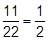 11/22 = 1/2